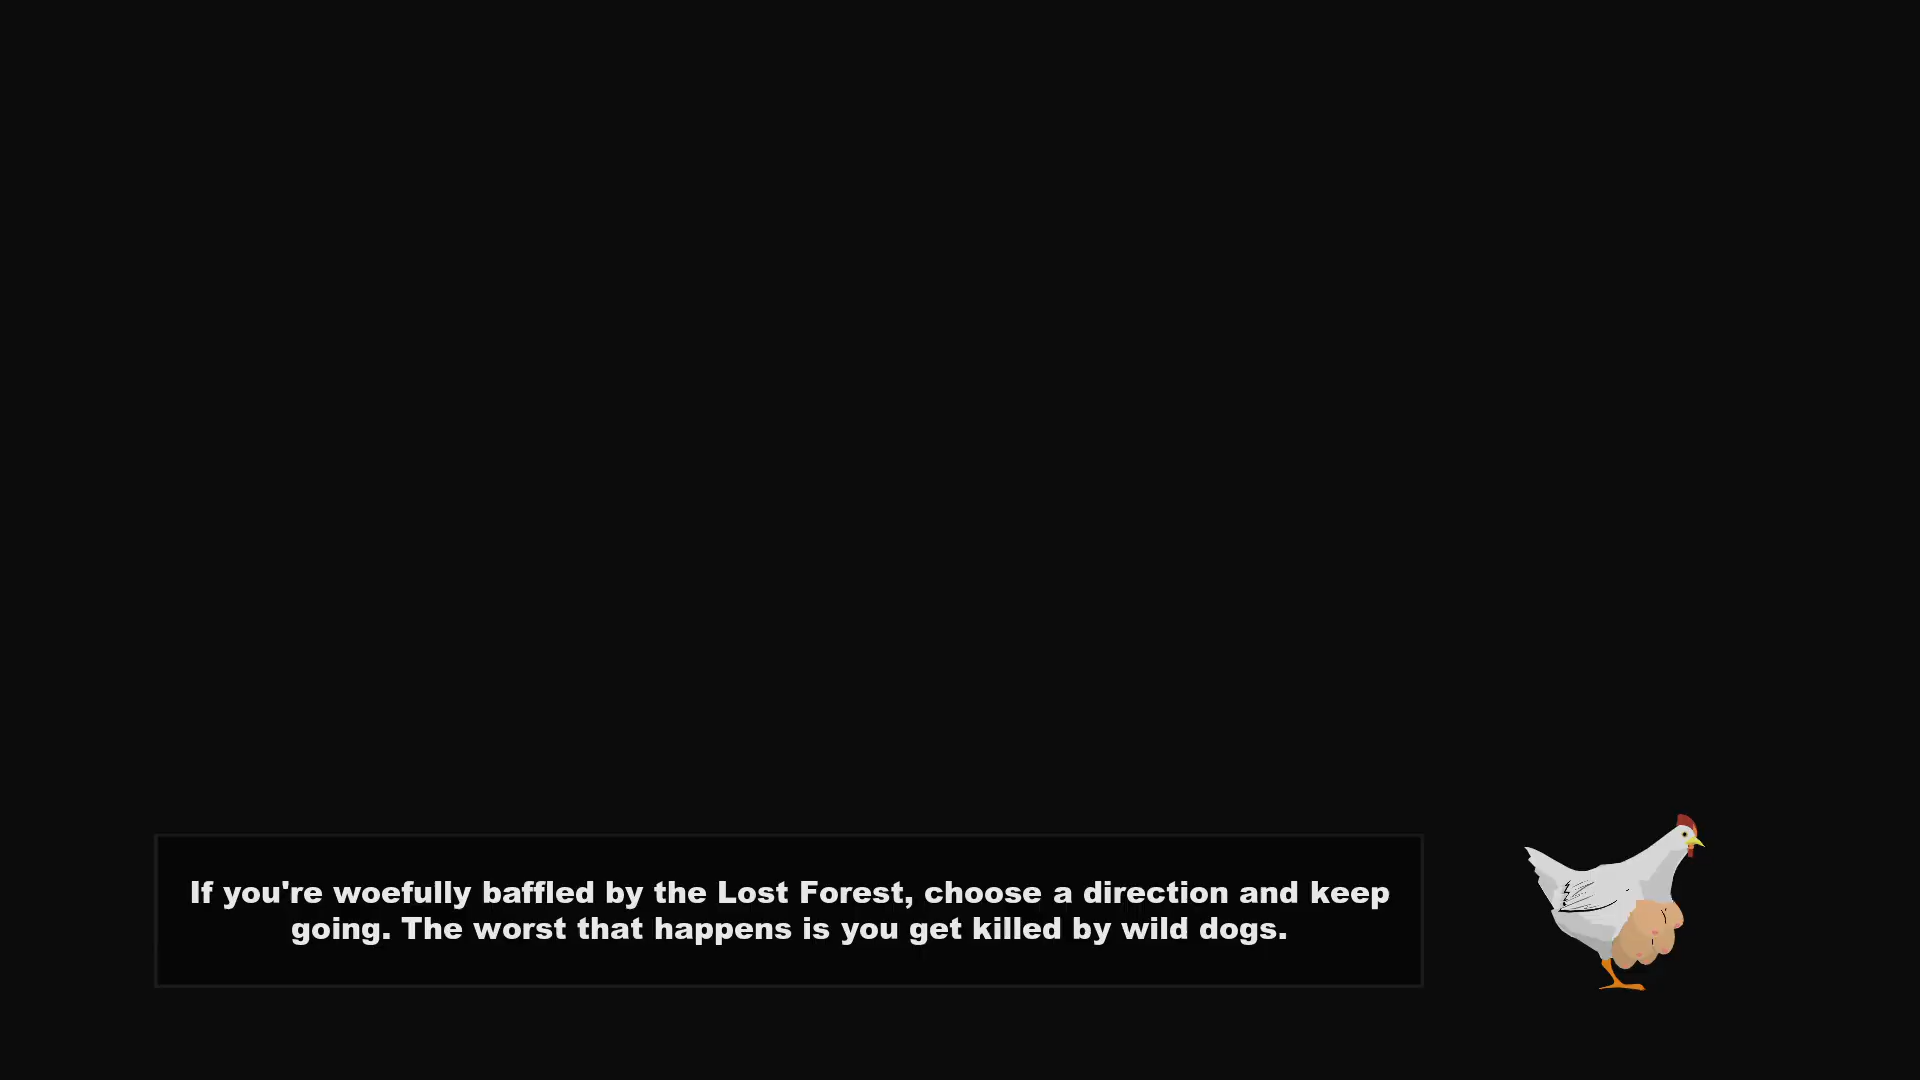 If you're woefully baffled by the Lost Forest, choose a direction and keep
going. The worst that happens is you get killed by wild dogs.